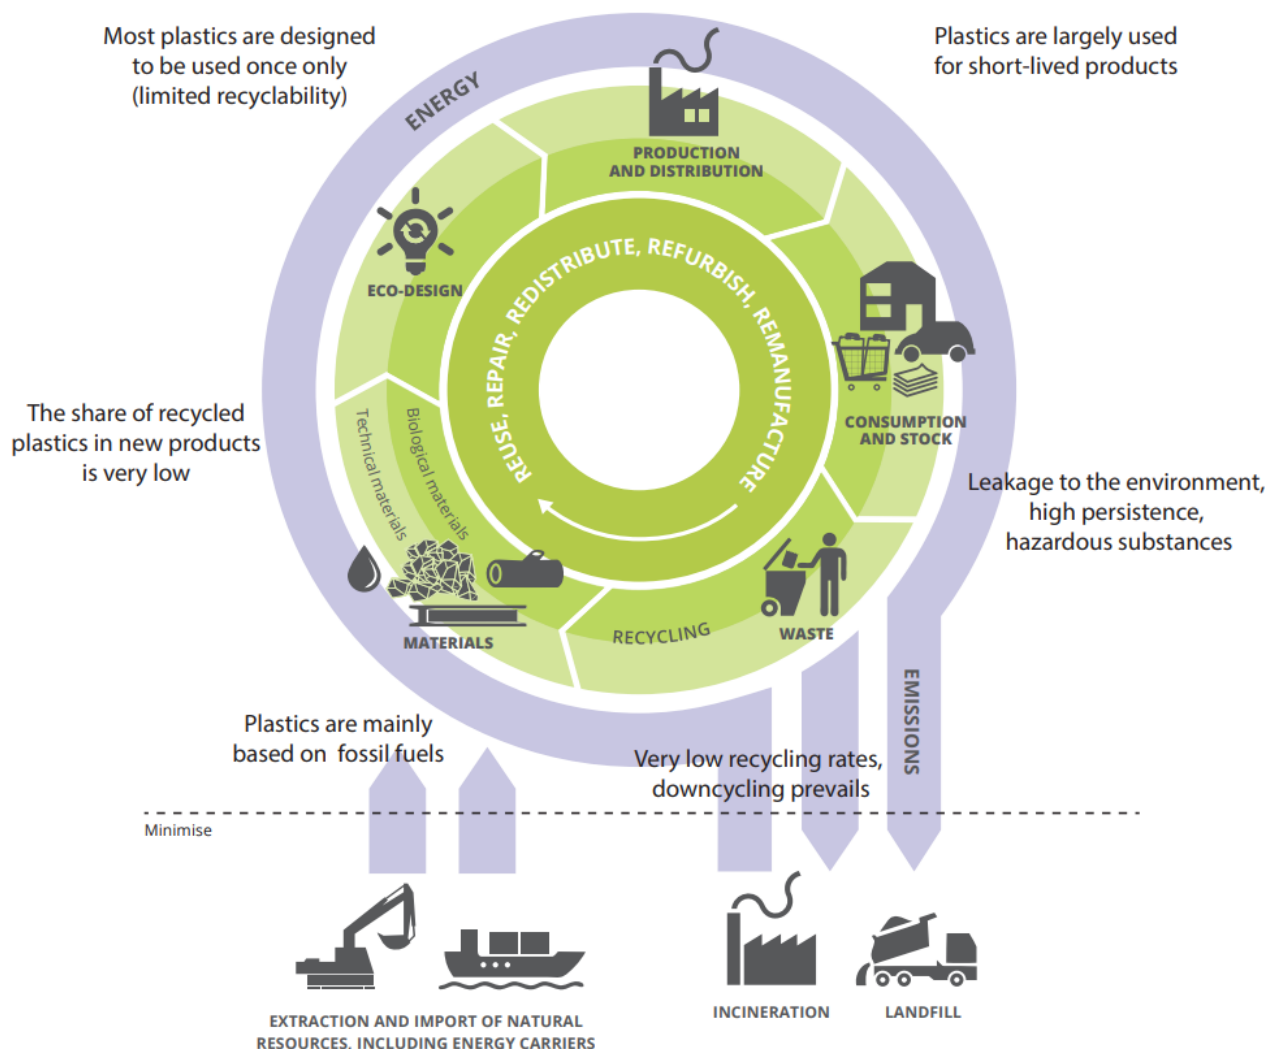 Most plastics are designed
to be used once only
(limited recyclability)
Plastics are largely used
for short-lived products
ENERGY
PRODUCTION
AND DISTRIBUTION
ECO-DESIGN
REUSE, REPAIR, REDISTRIBUTE, REFURBISH, REMANUFACTURE
CONSUMPTION
AND STOCK
The share of recycled
plastics in new products
is very low
Technical materials
Biological materials
Leakage to the environment,
high persistence,
hazardous substances
MATERIALS
RECYCLING
WASTE
EMISSIONS
Plastics are mainly
based on fossil fuels
Very low recycling rates,
downcycling prevails
Minimise
EXTRACTION AND IMPORT OF NATURAL
RESOURCES, INCLUDING ENERGY CARRIERS
INCINERATION
LANDFILL